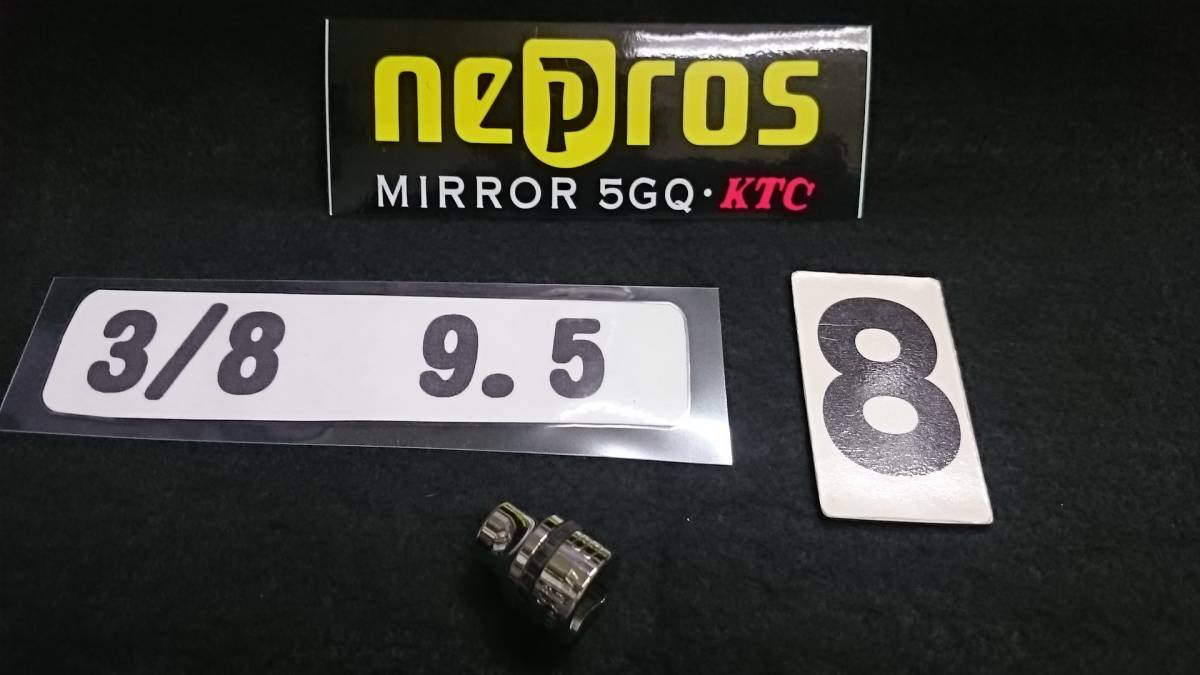 nepros
MIRROR 5GQ・KTC
3/8 9.5
8